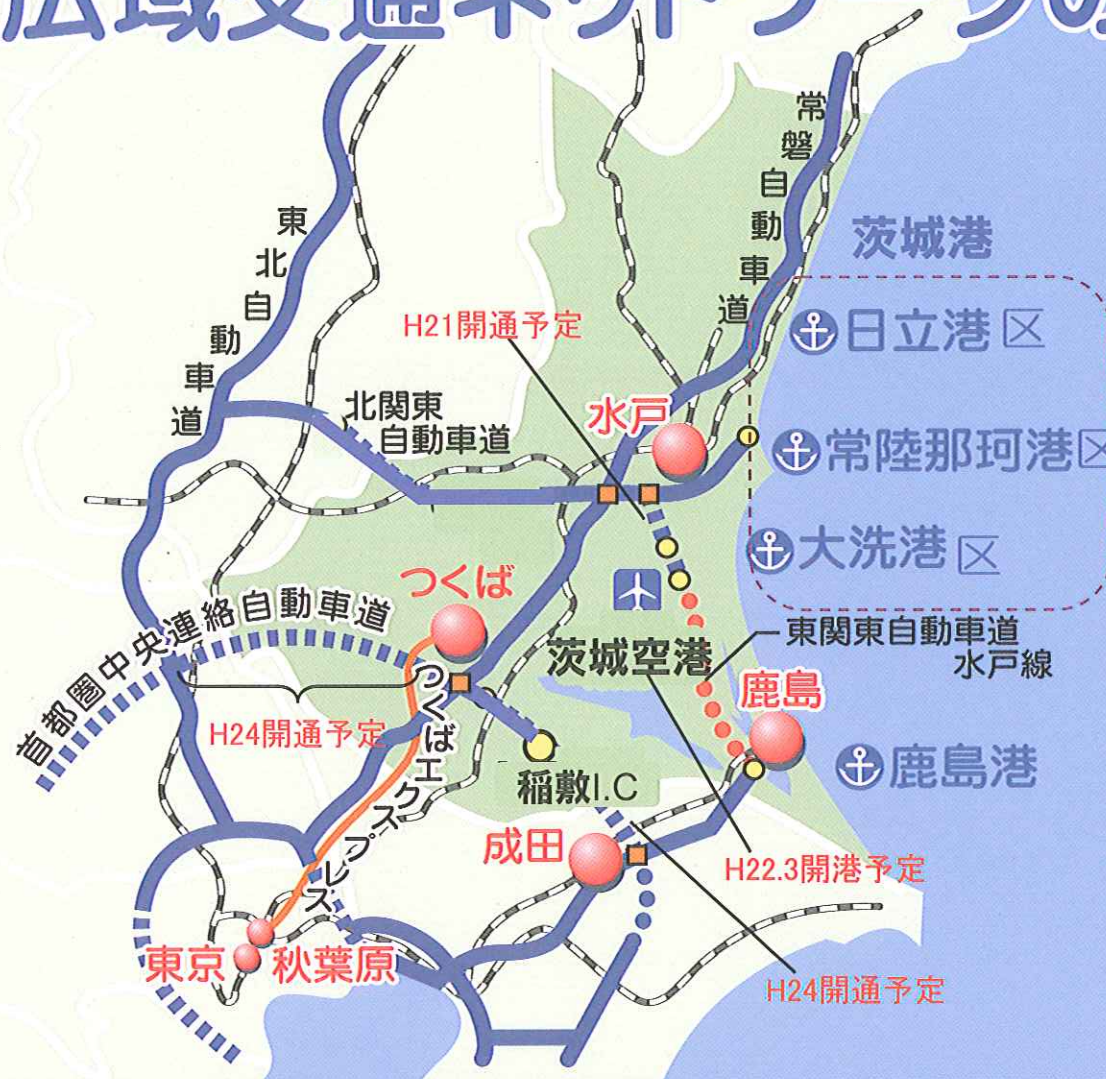 広域交通ネットワークの
常磐自動車道
東北自動車道
茨城港
H21開通予定
日立港区
北関東
自動車道
水戸
常陸那珂港区
大洗港区
つくば
首都圏中央連絡自動車道
茨城空港
東関東自動車道
水戸線
鹿島
H24開通予定
つくばエクスプレス
鹿島港
稲敷I.C
成田
H22.3開港予定
東京
秋葉原
H24開通予定